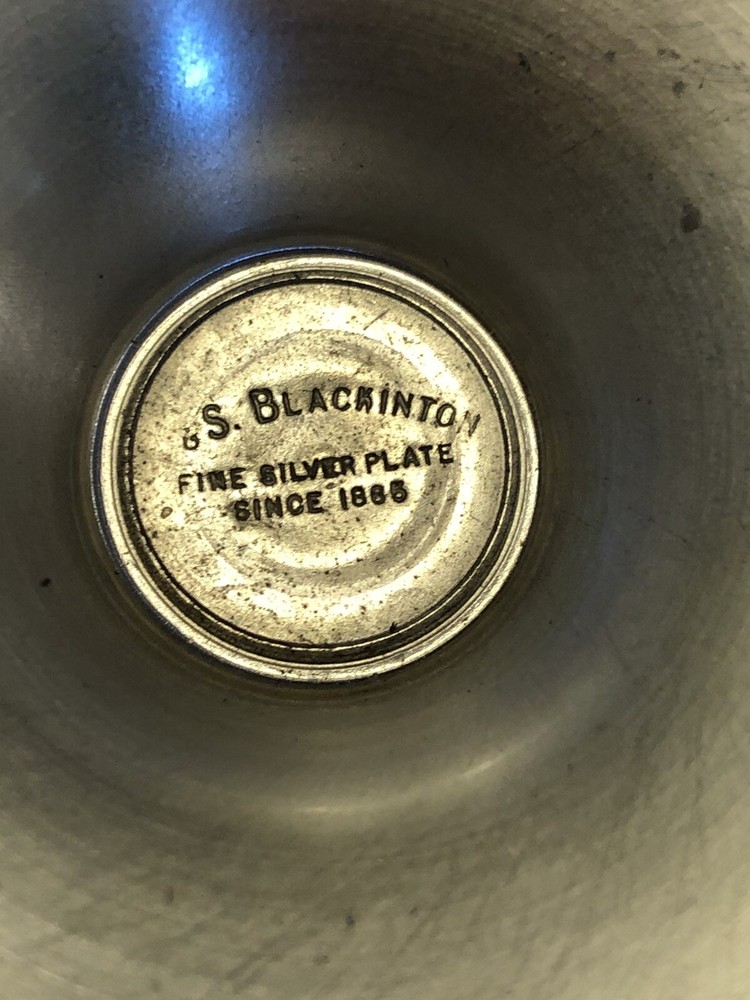 & S. BLACKINTON
FINE SILVER PLATE
SINCE 1865